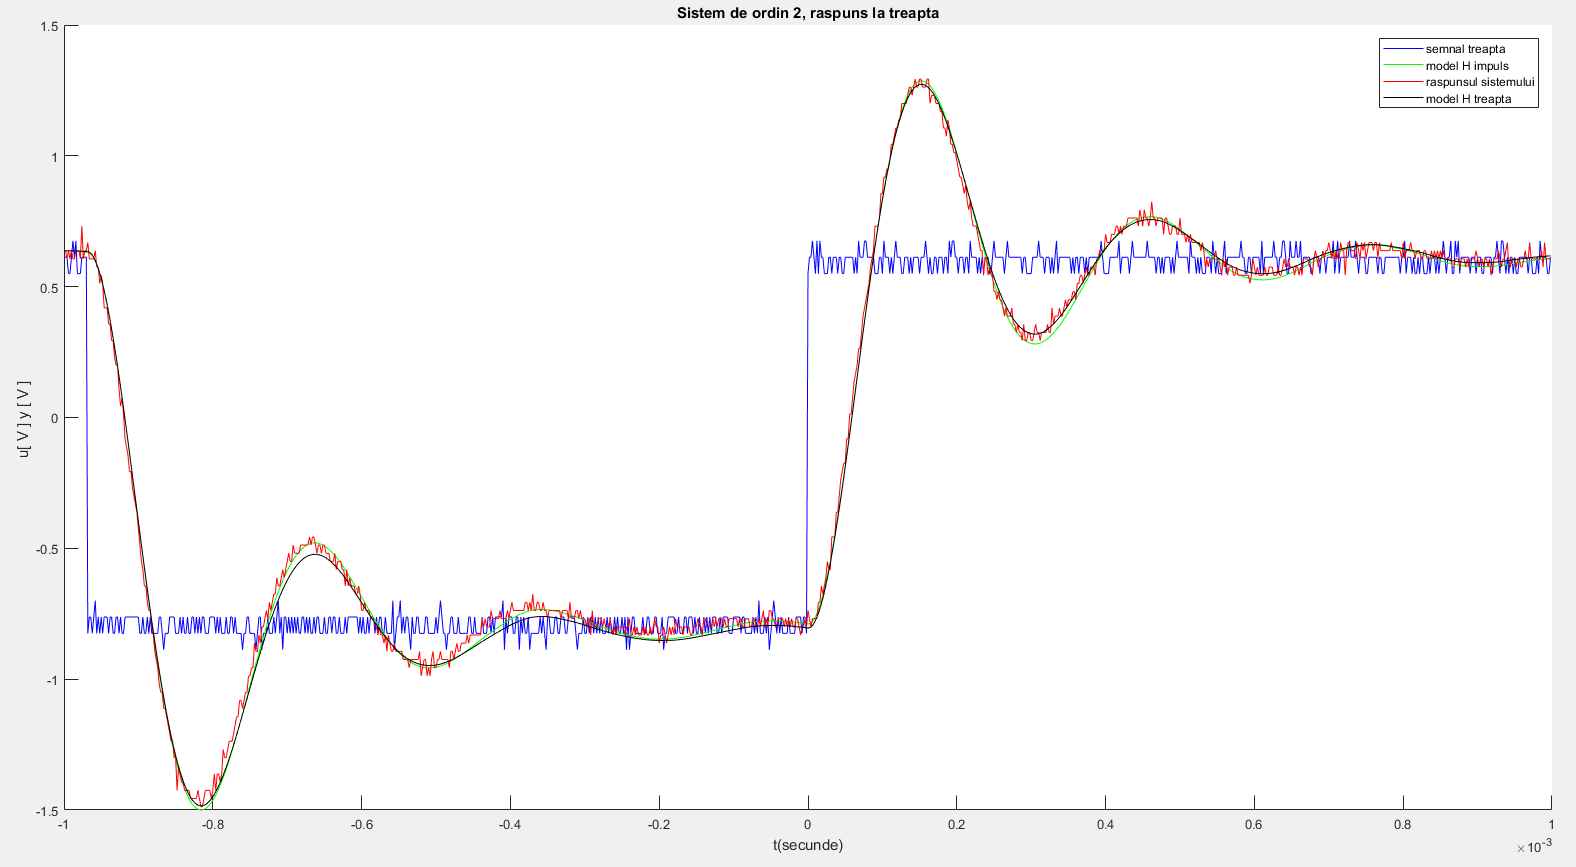 Sistem de ordin 2, raspuns la treapta
semnal treapta
model H impuls
raspunsul sistemului
model H treapta
u[ V ] y [ V ]
1.5
1
0.5
0
-0.5
-1
-1.5
-1 -0.8 -0.6 -0.4 -0.2 0 0.2 0.4 0.6 0.8 1
t(secunde)
×10⁻³